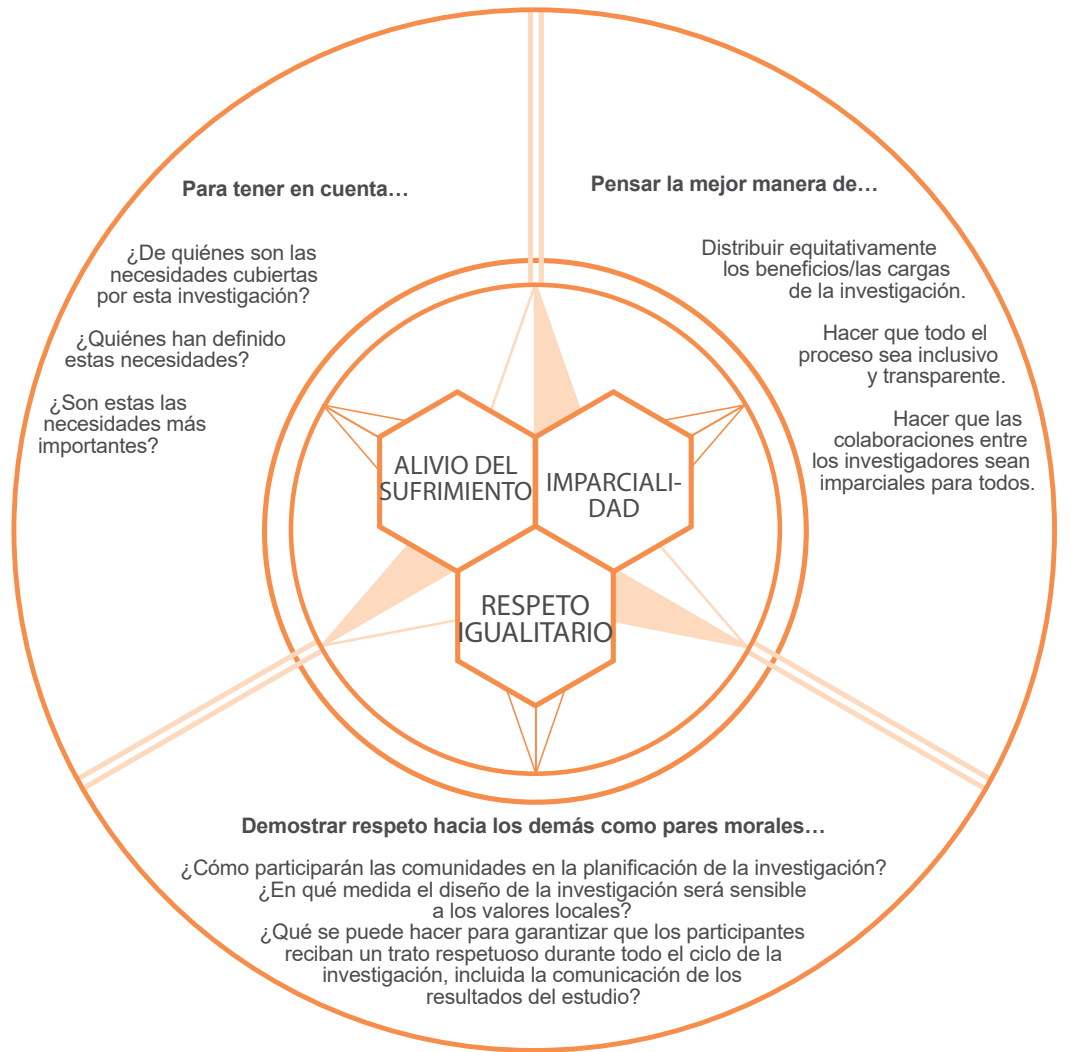 Para tener en cuenta…
¿De quiénes son las
necesidades cubiertas
por esta investigación?
¿Quiénes han definido
estas necesidades?
¿Son estas las
necesidades más
importantes?
Pensar la mejor manera de…
Distribuir equitativamente
los beneficios/las cargas
de la investigación.
Hacer que todo el
proceso sea inclusivo
y transparente.
Hacer que las
colaboraciones entre
los investigadores sean
imparciales para todos.
ALIVIO DEL
SUFRIMIENTO
IMPARCIALI-
DAD
RESPETO
IGUALITARIO
Demostrar respeto hacia los demás como pares morales…
¿Cómo participarán las comunidades en la planificación de la investigación?
¿En qué medida el diseño de la investigación será sensible
a los valores locales?
¿Qué se puede hacer para garantizar que los participantes
reciban un trato respetuoso durante todo el ciclo de la
investigación, incluida la comunicación de los
resultados del estudio?